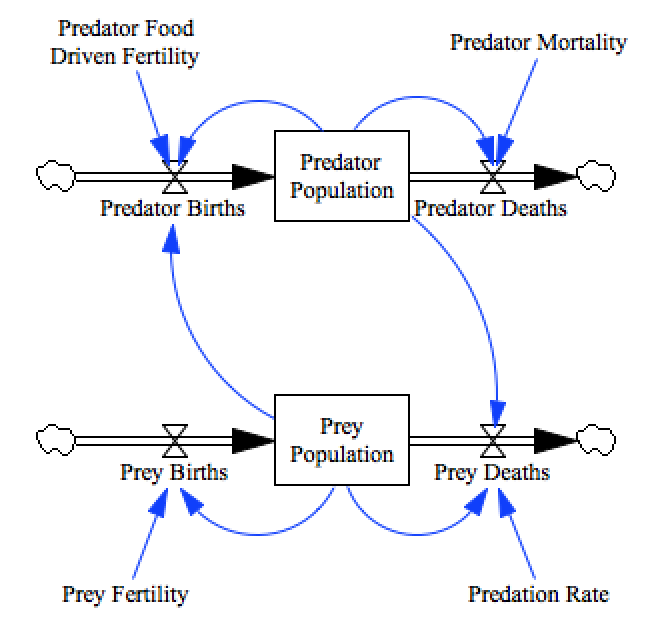 Predator Food
Driven Fertility
Predator Mortality
Predator
Population
Predator Births
Predator Deaths
Prey
Population
Prey Births
Prey Deaths
Prey Fertility
Predation Rate